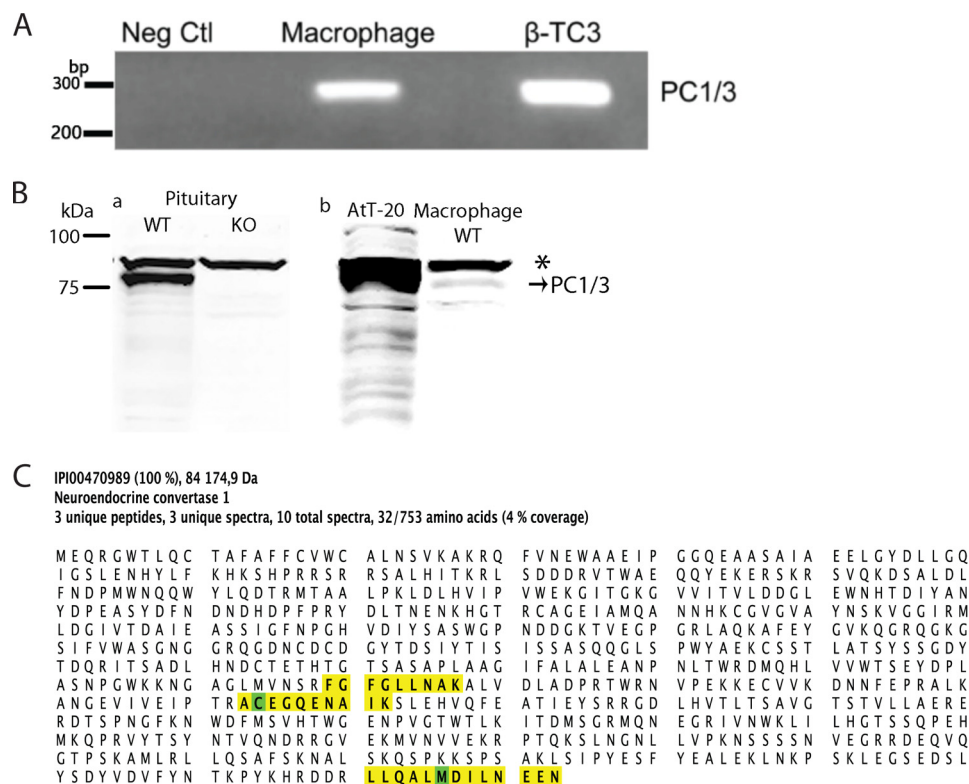 A
Neg Ctl Macrophage β-TC3
bp
300
200
PC1/3
B
kDa
a Pituitary
WT KO
b AtT-20 Macrophage
WT
100
75
*
→PC1/3
C
IPI00470989 (100 %), 84 174,9 Da
Neuroendocrine convertase 1
3 unique peptides, 3 unique spectra, 10 total spectra, 32/753 amino acids (4 % coverage)
MEQRGWTLQC TAFAFFCVWC ALNSVKAKRQ FVNEWAAEIP GGQEAASAIA EELGYDLLGQ
IGSLENHYLF KHKSHPRRSR RSALHITKRL SDDDRVTWAE QQYEKERSKR SVQKDSALDL
FNDPMWNQQW YLQDTRMTAA LPKLDLHVIP VWEKGITGKG VVITVLDDGL EWNHTDIYAN
YDPEASYDFN DNDHDPFPRY DLTNENKHGT RCAGEIAMQA NNHKCGVGVA YNSKVGGIRM
LDGIVTDAIE ASSIGFNPGH VDIYSASWGP NDDGKTVEGP GRLAQKAFEY GVKQGRQGKG
SIFVWASGNG GRQGDNCDCD GYTDSIYTIS ISSASQQGLS PWYAEKCSST LATSYSSGDY
TDQRITSADL HNDCTETHTG TSASAPLAAG IFALALEANP NLTWRDMQHL VVWTSEYDPL
ASNPGWKKNG AGLMVNSRFG FGLLNAKALV DLADPRTWRN VPEKKECVVK DNNFEPRALK
ANGEVIVEIP TRACEGQENA IKSLEHVQFE ATIEYSRRGD LHVTLTSAVG TSTVLLAERE
RDTSPNGFKN WDFMSVHTWG ENPVGTWTLK ITDMSGRMQN EGRIVNWKLI LHGTSSQPEH
MKQPRVYTSY NTVQNDRRGV EKMVNVVEKR PTQKSLNGNL LVPKNSSSSN VEGRRDEQVQ
GTPSKAMLRL LQSAFSKNAL SKQSPKKSPS AKLSIPYESF YEALEKLNKP SKLEGSEDSL
YSDYVDVFYN TKPYKHRDDR LLQALMDILN EEN